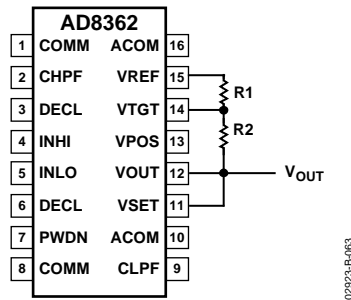 AD8362
1 COMM ACOM 16
2 CHPF VREF 15
R1
3 DECL VTGT 14
R2
4 INHI VPOS 13
5 INLO VOUT 12
VOUT
6 DECL VSET 11
7 PWDN ACOM 10
8 COMM CLPF 9
02923-B-063